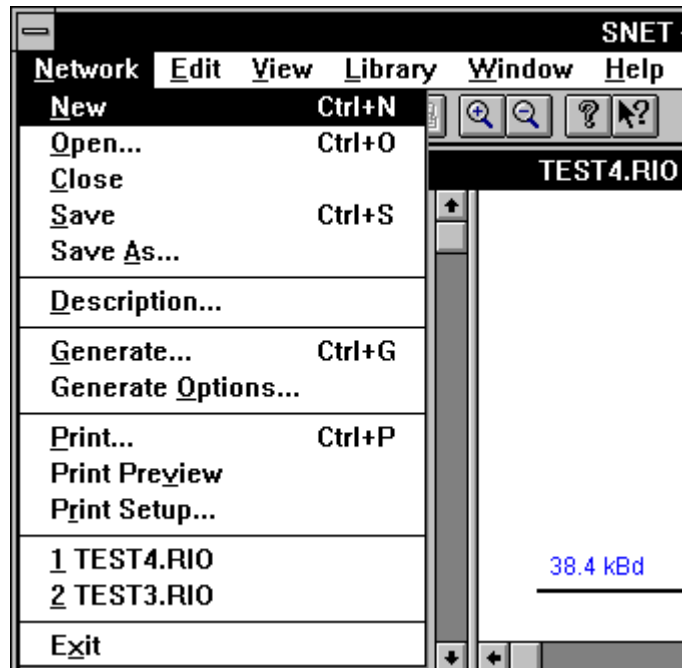 SNET -
Network Edit View Library Window Help
New Ctrl+N
Open... Ctrl+O
Close
Save Ctrl+S
Save As...
Description...
Generate... Ctrl+G
Generate Options...
Print... Ctrl+P
Print Preview
Print Setup...
1 TEST4.RIO
2 TEST3.RIO
Exit
TEST4.RIO
38.4 kBd